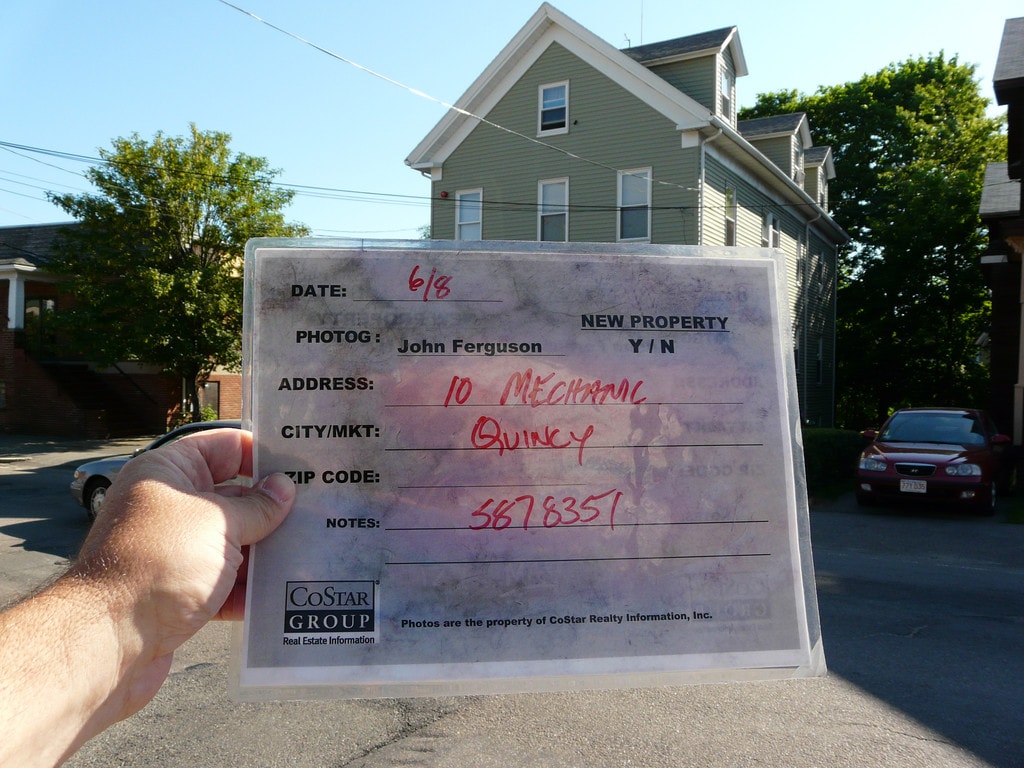 DATE: 6/8
NEW PROPERTY
PHOTOG: John Ferguson Y / N
ADDRESS: 10 MECHANIC
CITY/MKT: QUINCY
ZIP CODE:
NOTES: 5878351
COSTAR
GROUP
Real Estate Information
Photos are the property of CoStar Realty Information, Inc.